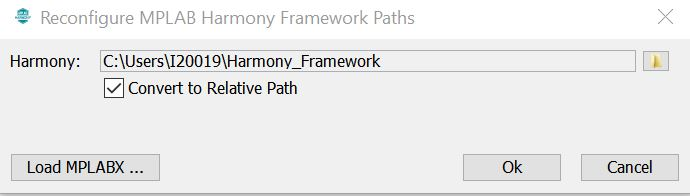 Reconfigure MPLAB Harmony Framework Paths
Harmony: C:\Users\I20019\Harmony_Framework
Convert to Relative Path
Load MPLABX ... Ok Cancel